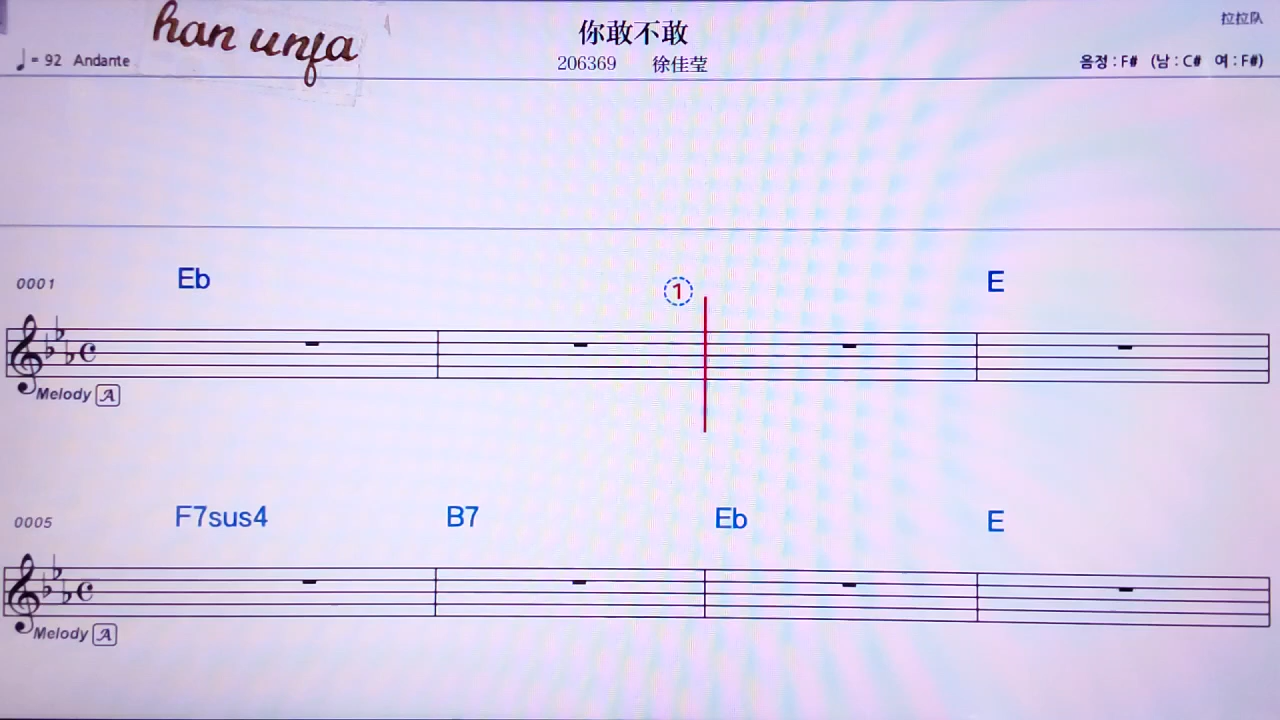 han unfa
你敢不敢
拉拉队
♩= 92 Andante
206369 徐佳莹
음정 : F# (남 : C# 여 : F#)
0001 Eb ① E
Melody A
0005 F7sus4 B7 Eb E
Melody A